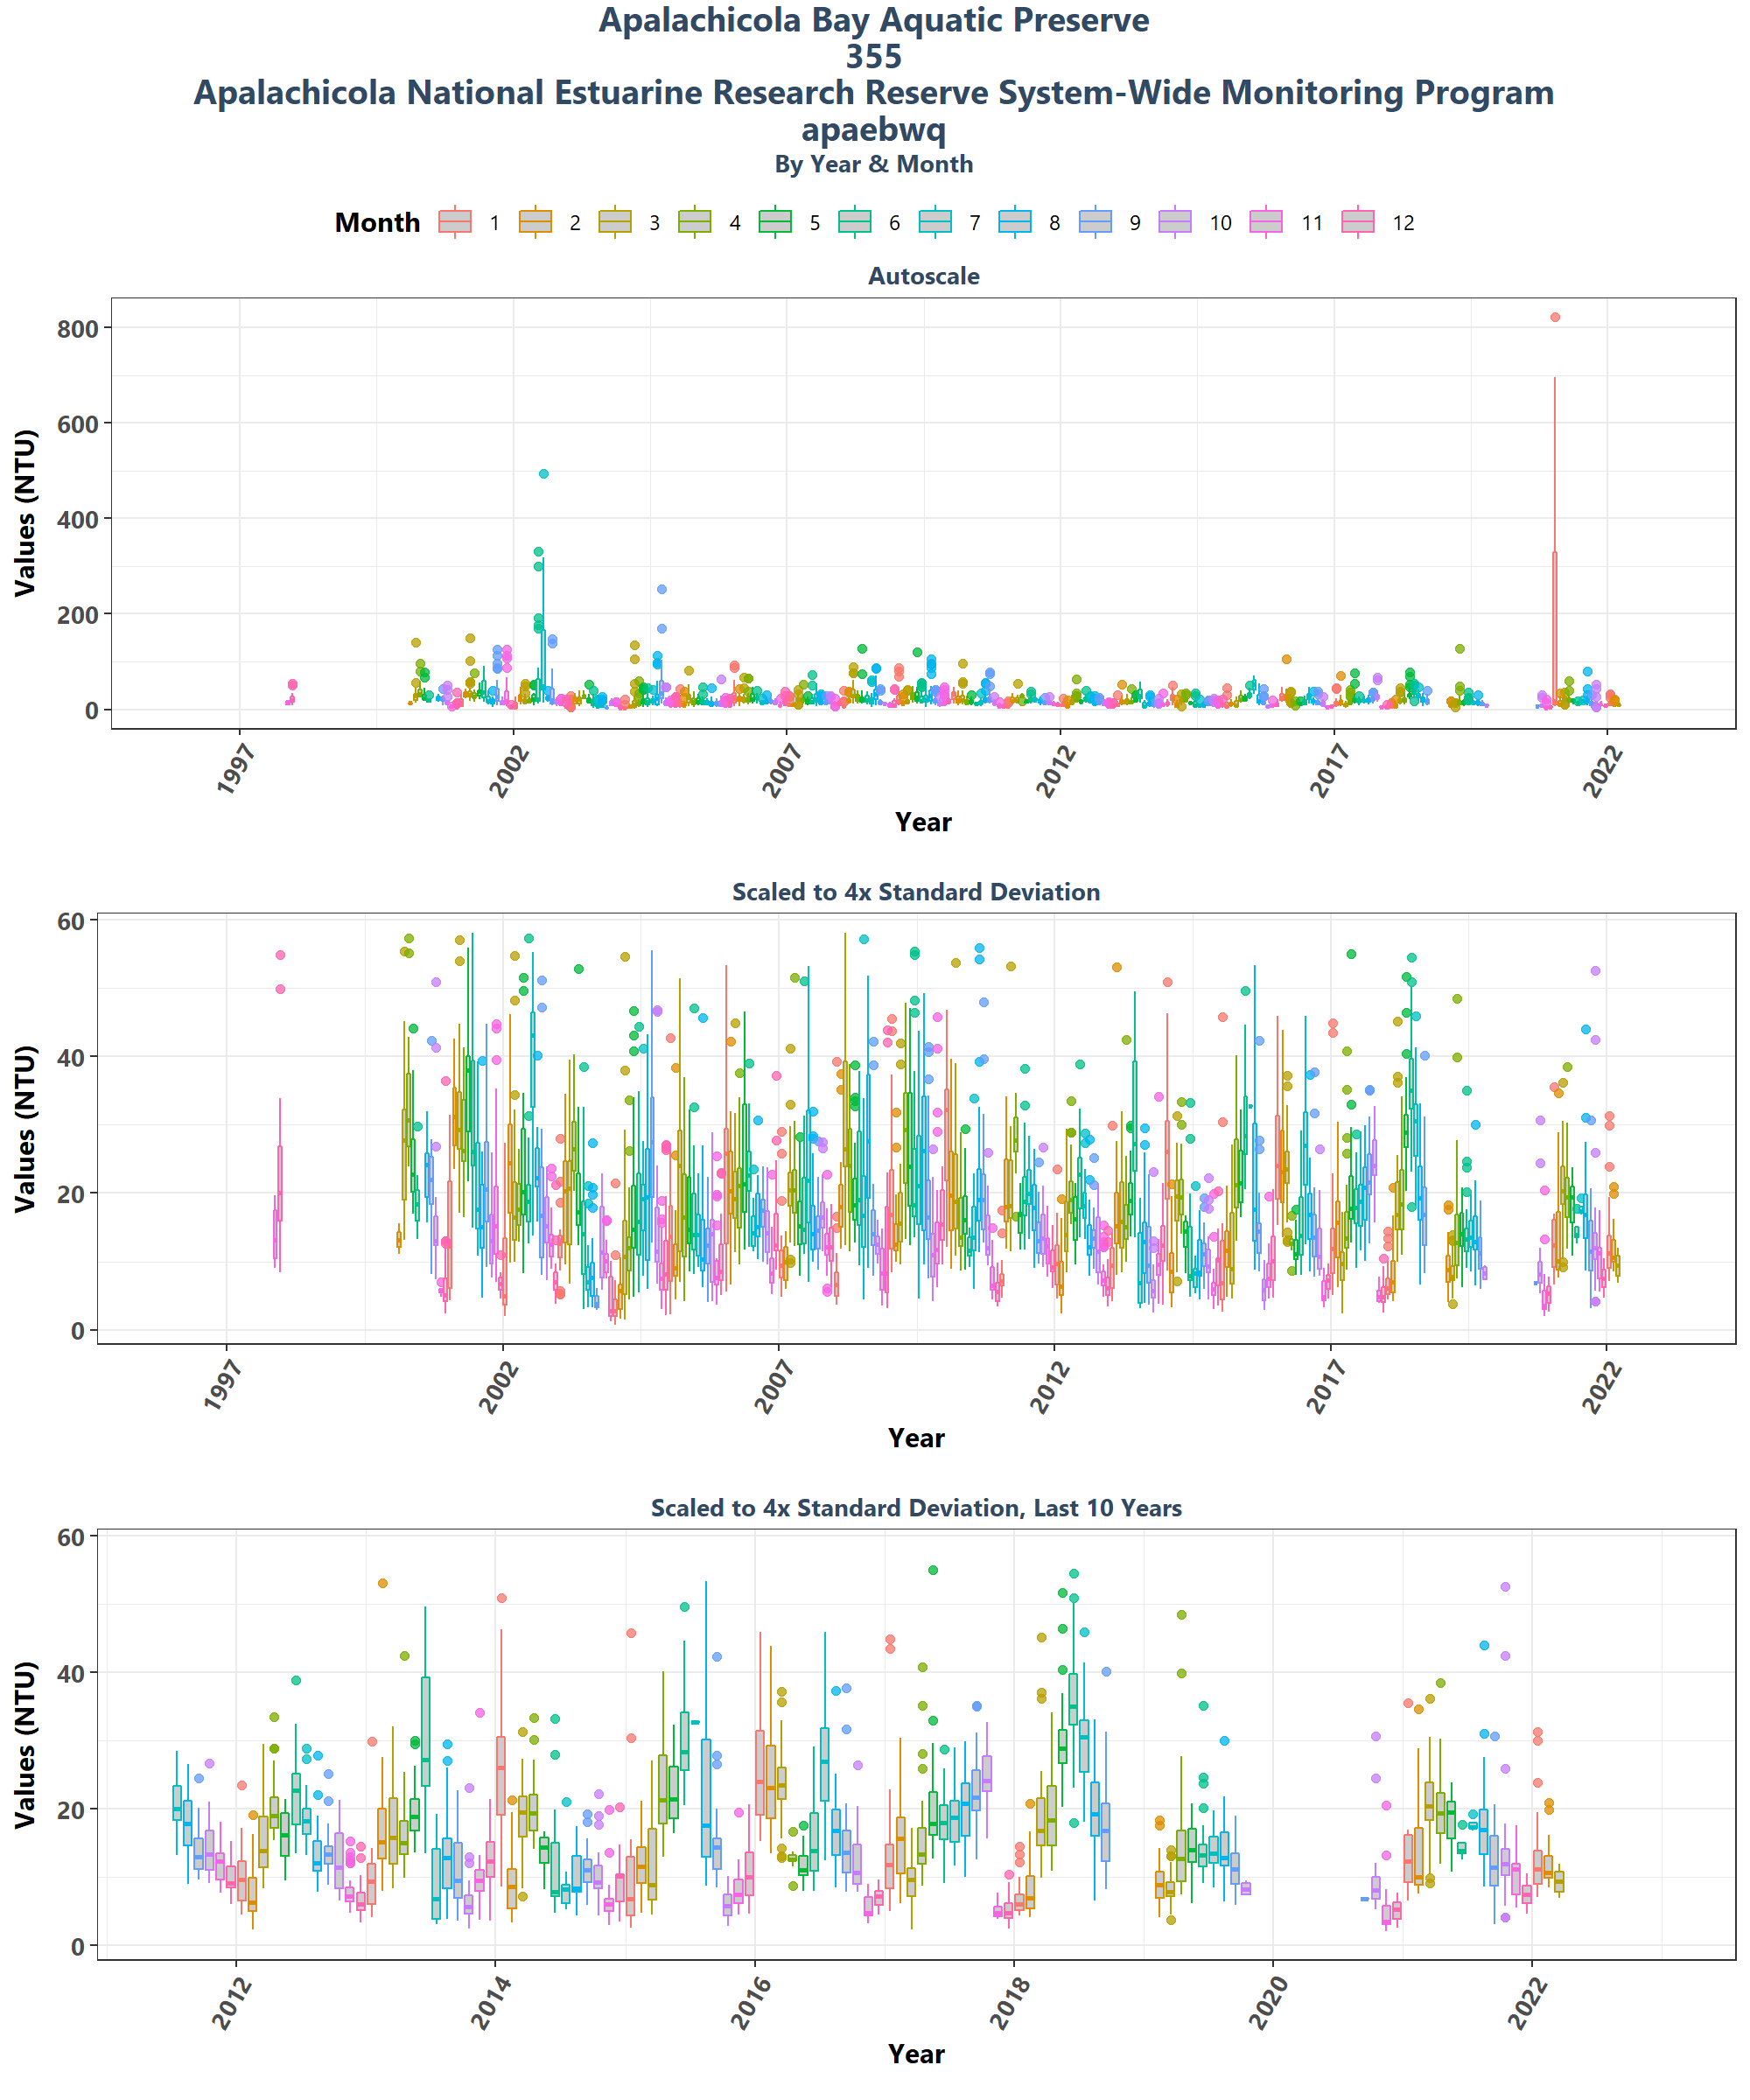 Apalachicola Bay Aquatic Preserve
355
Apalachicola National Estuarine Research Reserve System-Wide Monitoring Program
apaebwq
By Year & Month
Month 1 2 3 4 5 6 7 8 9 10 11 12
Autoscale
800
600
400
200
0
Values (NTU)
1997 2002 2007 2012 2017 2022
Year
Scaled to 4x Standard Deviation
60
40
20
0
Values (NTU)
1997 2002 2007 2012 2017 2022
Year
Scaled to 4x Standard Deviation, Last 10 Years
60
40
20
0
Values (NTU)
2012 2014 2016 2018 2020 2022
Year